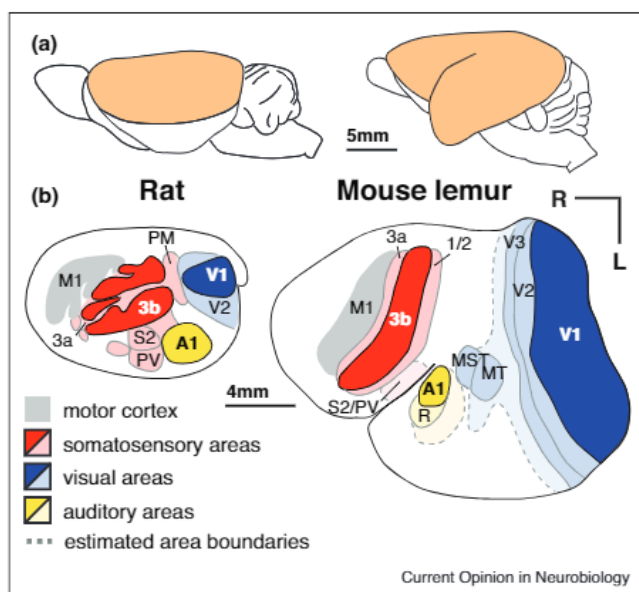 (a)
5mm
(b)
Rat
Mouse lemur
R
L
PM
M1
V1
V2
3b
3a
S2
PV
A1
3a
1/2
M1
3b
S2/PV
A1
R
MST
MT
V3
V2
V1
4mm
motor cortex
somatosensory areas
visual areas
auditory areas
estimated area boundaries
Current Opinion in Neurobiology